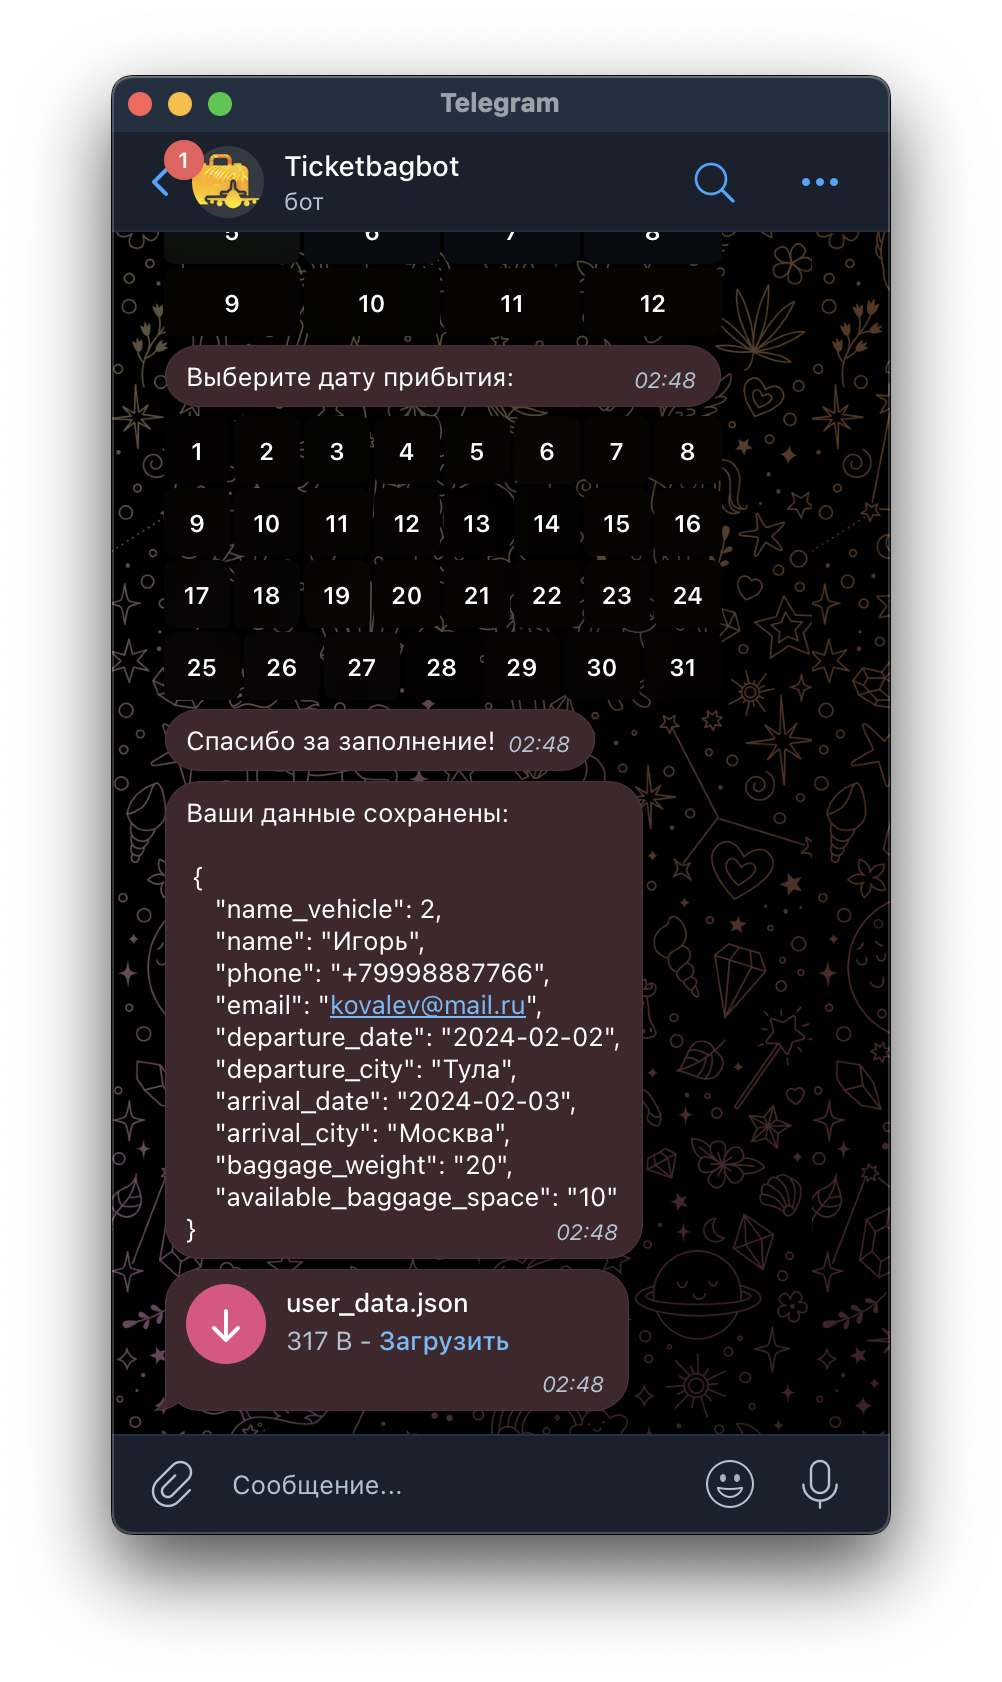 Telegram
1
Ticketbagbot
бот
5 6 7 8
9 10 11 12
Выберите дату прибытия: 02:48
1 2 3 4 5 6 7 8
9 10 11 12 13 14 15 16
17 18 19 20 21 22 23 24
25 26 27 28 29 30 31
Спасибо за заполнение! 02:48
Ваши данные сохранены:
{
"name_vehicle": 2,
"name": "Игорь",
"phone": "+79998887766",
"email": "kovalev@mail.ru",
"departure_date": "2024-02-02",
"departure_city": "Тула",
"arrival_date": "2024-02-03",
"arrival_city": "Москва",
"baggage_weight": "20",
"available_baggage_space": "10"
} 02:48
user_data.json
317 B - Загрузить
02:48
Сообщение...